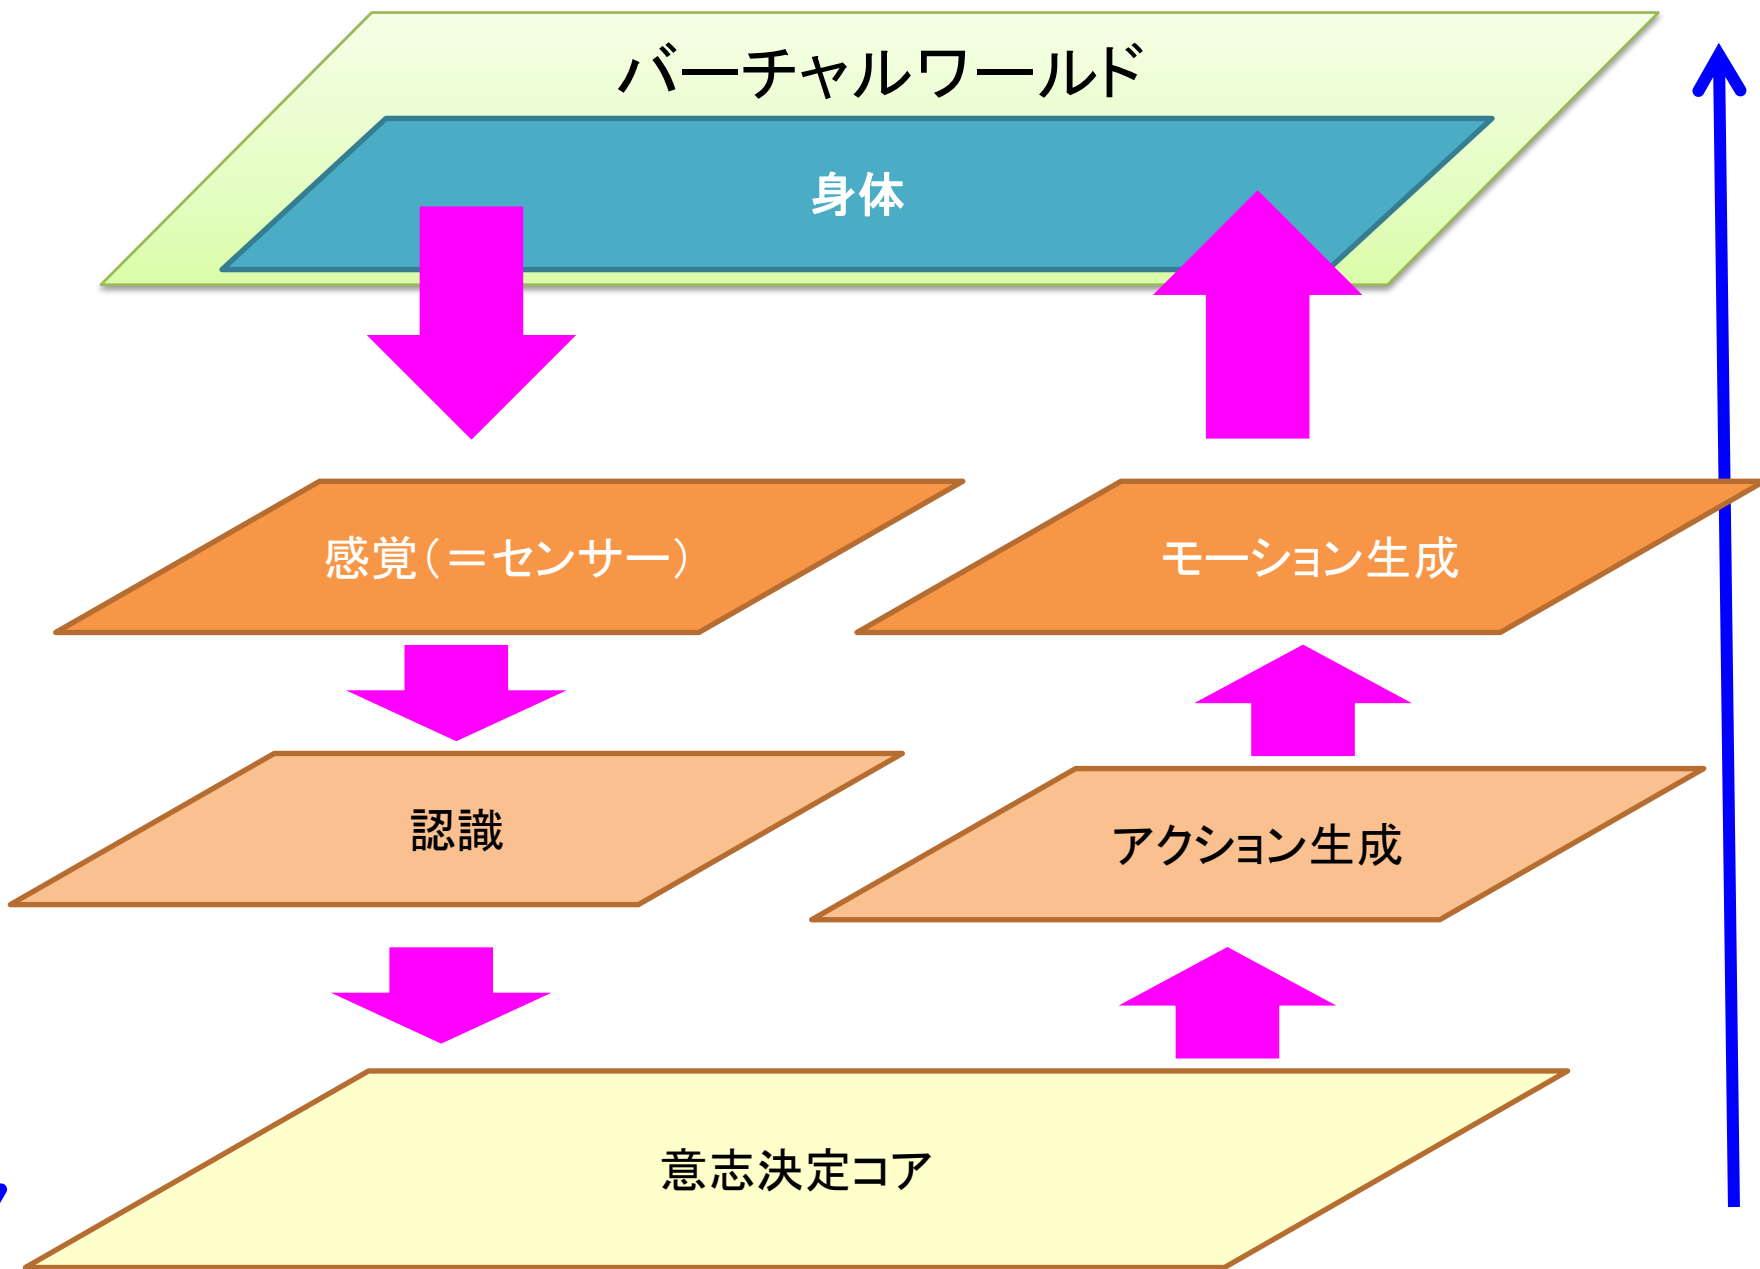 バーチャルワールド
身体
感覚(=センサー)
モーション生成
認識
アクション生成
意志決定コア